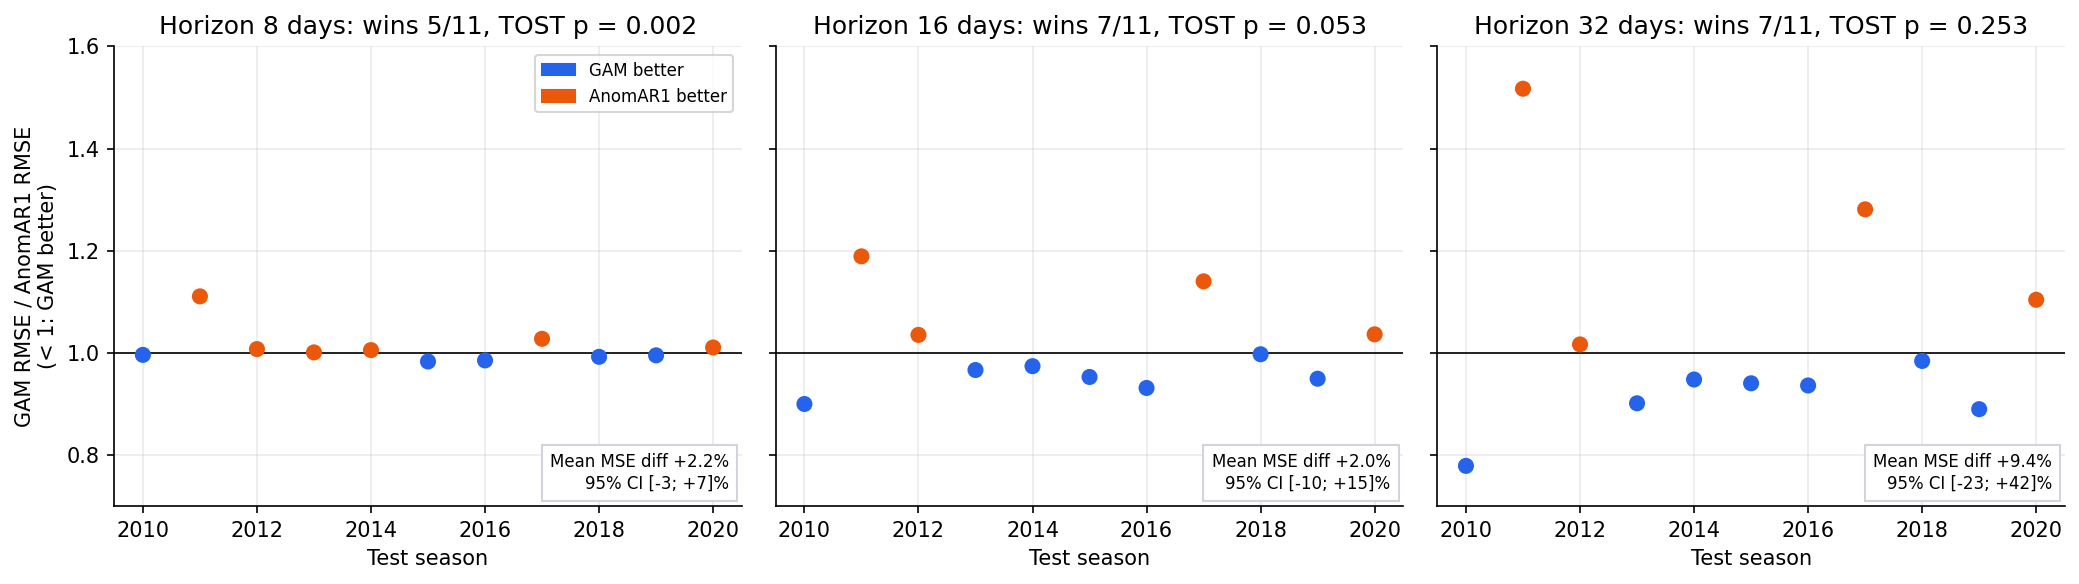 Horizon 8 days: wins 5/11, TOST p = 0.002
GAM RMSE / AnomAR1 RMSE
(< 1: GAM better)
1.6
1.4
1.2
1.0
0.8
GAM better
AnomAR1 better
Mean MSE diff +2.2%
95% CI [-3; +7]%
2010 2012 2014 2016 2018 2020
Test season
Horizon 16 days: wins 7/11, TOST p = 0.053
Mean MSE diff +2.0%
95% CI [-10; +15]%
2010 2012 2014 2016 2018 2020
Test season
Horizon 32 days: wins 7/11, TOST p = 0.253
Mean MSE diff +9.4%
95% CI [-23; +42]%
2010 2012 2014 2016 2018 2020
Test season